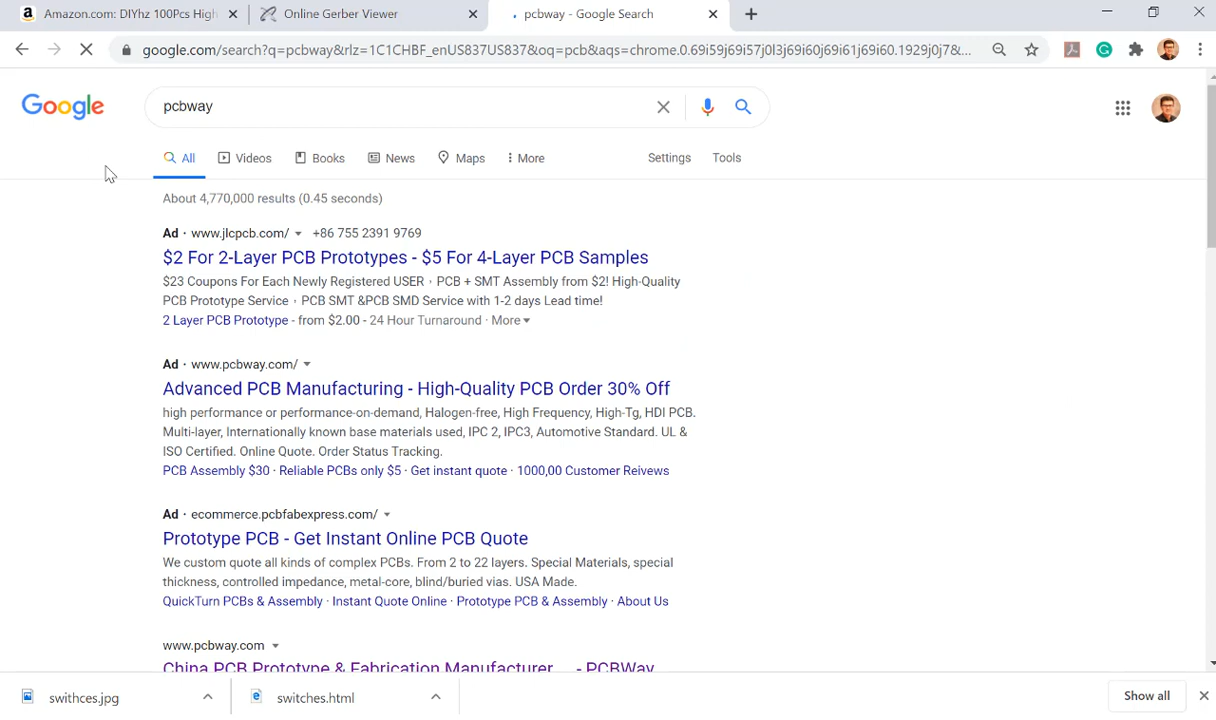 Amazon.com: DIYhz 100Pcs High
Online Gerber Viewer
pcbway - Google Search
google.com/search?q=pcbway&rlz=1C1CHBF_enUS837US837&oq=pcb&aqs=chrome.0.69i59j69i57j0l3j69i60j69i61j69i60.1929j0j7&...
Google
pcbway
All
Videos
Books
News
Maps
More
Settings
Tools
About 4,770,000 results (0.45 seconds)
Ad · www.jlcpcb.com/ +86 755 2391 9769
$2 For 2-Layer PCB Prototypes - $5 For 4-Layer PCB Samples
$23 Coupons For Each Newly Registered USER · PCB + SMT Assembly from $2! High-Quality
PCB Prototype Service · PCB SMT &PCB SMD Service with 1-2 days Lead time!
2 Layer PCB Prototype - from $2.00 - 24 Hour Turnaround · More
Ad · www.pcbway.com/
Advanced PCB Manufacturing - High-Quality PCB Order 30% Off
high performance or performance-on-demand, Halogen-free, High Frequency, High-Tg, HDI PCB.
Multi-layer, Internationally known base materials used, IPC 2, IPC3, Automotive Standard. UL &
ISO Certified. Online Quote. Order Status Tracking.
PCB Assembly $30 · Reliable PCBs only $5 · Get instant quote · 1000,00 Customer Reivews
Ad · ecommerce.pcbfabexpress.com/
Prototype PCB - Get Instant Online PCB Quote
We custom quote all kinds of complex PCBs. From 2 to 22 layers. Special Materials, special
thickness, controlled impedance, metal-core, blind/buried vias. USA Made.
QuickTurn PCBs & Assembly · Instant Quote Online · Prototype PCB & Assembly · About Us
www.pcbway.com
China PCB Prototype & Fabrication Manufacturer ... - PCBWay
swithces.jpg
switches.html
Show all